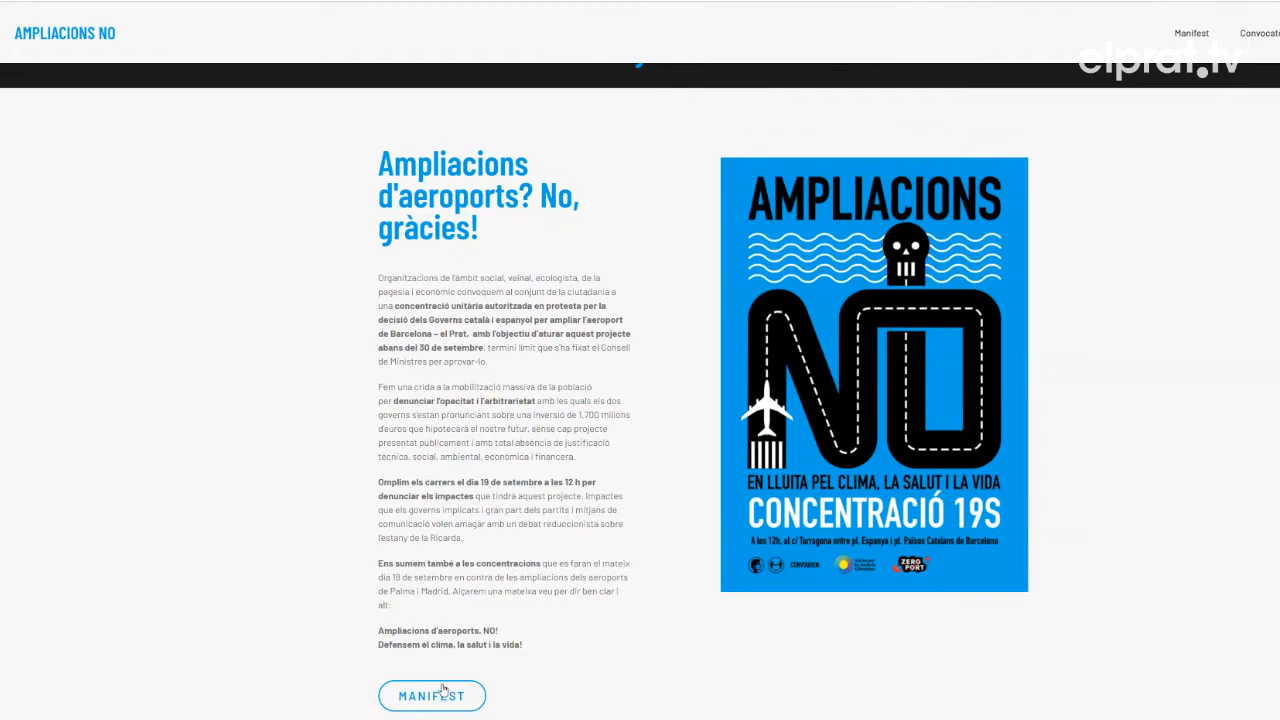 AMPLIACIONS NO
Manifest
elprat.tv
Ampliacions
d'aeroports? No,
gràcies!
Organitzacions de l'àmbit social, veïnal, ecologista, de la
pagesia i econòmic convoquem al conjunt de la ciutadania a
una concentració unitària autoritzada en protesta per la
decisió dels Governs català i espanyol per ampliar l'aeroport
de Barcelona – el Prat, amb l'objectiu d'aturar aquest projecte
abans del 30 de setembre, termini límit que s'ha fixat el Consell
de Ministres per aprovar-lo.
Fem una crida a la mobilització massiva de la població
per denunciar l'opacitat i l'arbitrarietat amb les quals els dos
governs s'estan pronunciant sobre una inversió de 1.700 milions
d'euros que hipotecarà el nostre futur, sense cap projecte
presentat públicament i amb total absència de justificació
tècnica, social, ambiental, econòmica i financera.
Omplim els carrers el dia 19 de setembre a les 12 h per
denunciar els impactes que tindrà aquest projecte. Impactes
que els governs implicats i gran part dels partits i mitjans de
comunicació volen amagar amb un debat reduccionista sobre
l'estany de la Ricarda.
Ens sumem també a les concentracions que es faran el mateix
dia 19 de setembre en contra de les ampliacions dels aeroports
de Palma i Madrid. Alçarem una mateixa veu per dir ben clar i
alt:
Ampliacions d'aeroports, NO!
Defensem el clima, la salut i la vida!
MANIFEST
AMPLIACIONS
NO
EN LLUITA PEL CLIMA, LA SALUT I LA VIDA
CONCENTRACIÓ 19S
A les 12h, al c/ Tarragona entre pl. Espanya i pl. Països Catalans de Barcelona
CONVOQUEN:
Xarxa per
la Justícia
Climàtica
ZERO
PORT